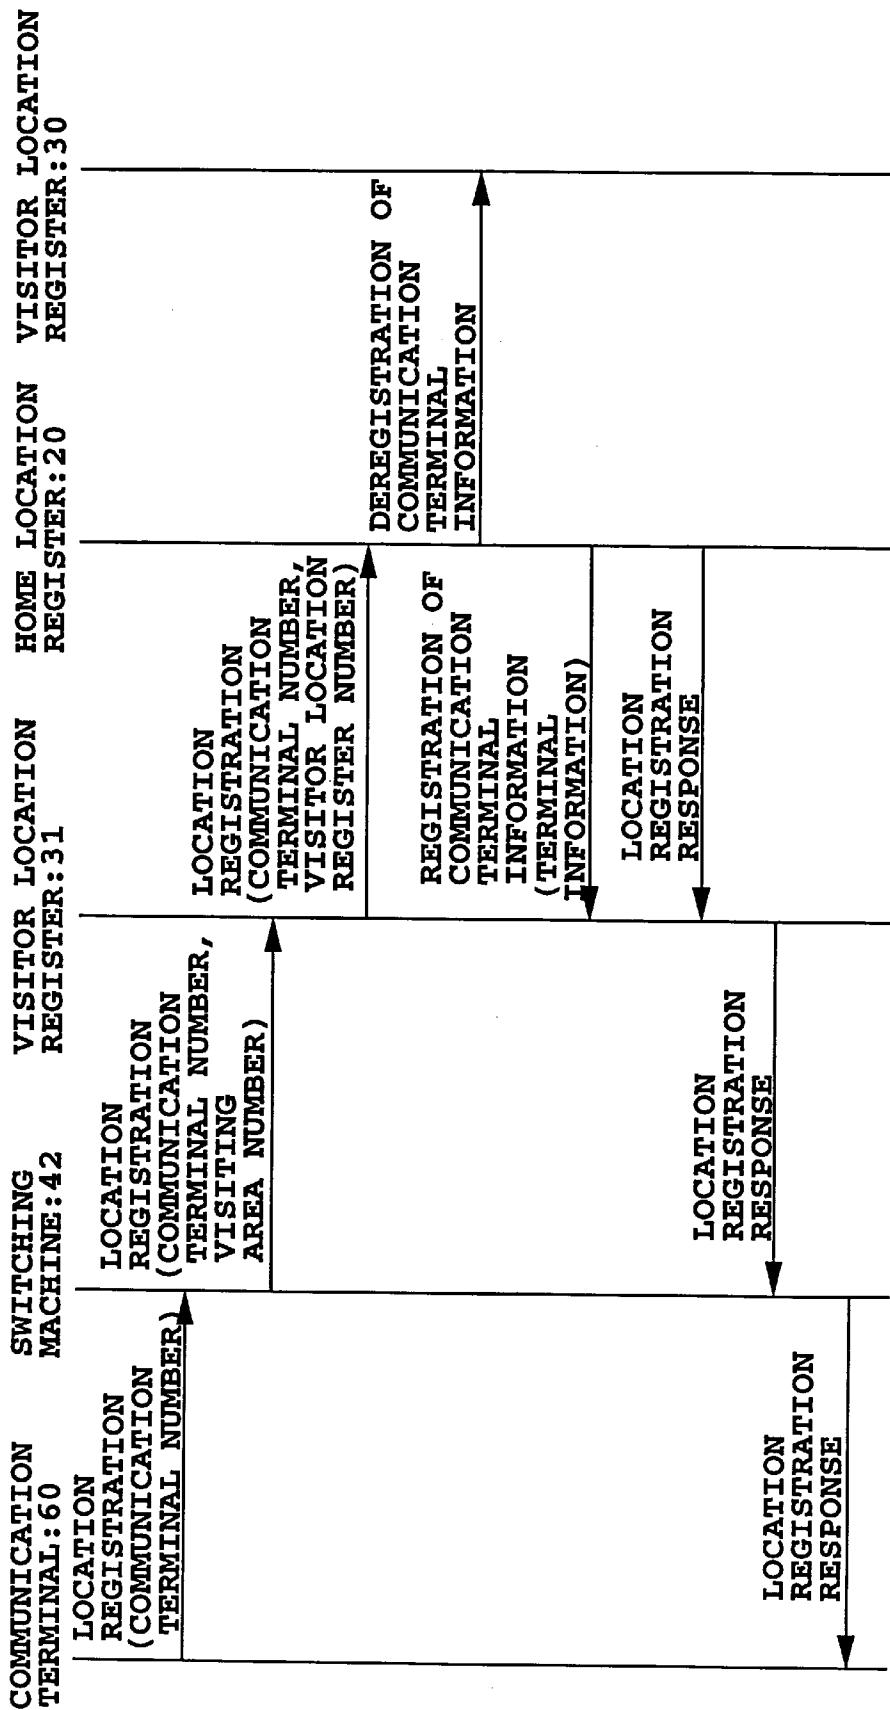 COMMUNICATION
TERMINAL:60
SWITCHING
MACHINE:42
VISITOR LOCATION
REGISTER:31
HOME LOCATION
REGISTER:20
VISITOR LOCATION
REGISTER:30
LOCATION
REGISTRATION
(COMMUNICATION
TERMINAL NUMBER)
LOCATION
REGISTRATION
(COMMUNICATION
TERMINAL NUMBER,
VISITING
AREA NUMBER)
LOCATION
REGISTRATION
(COMMUNICATION
TERMINAL NUMBER,
VISITOR LOCATION
REGISTER NUMBER)
DEREGISTRATION OF
COMMUNICATION
TERMINAL
INFORMATION
REGISTRATION OF
COMMUNICATION
TERMINAL
INFORMATION
(TERMINAL
INFORMATION)
LOCATION
REGISTRATION
RESPONSE
LOCATION
REGISTRATION
RESPONSE
LOCATION
REGISTRATION
RESPONSE